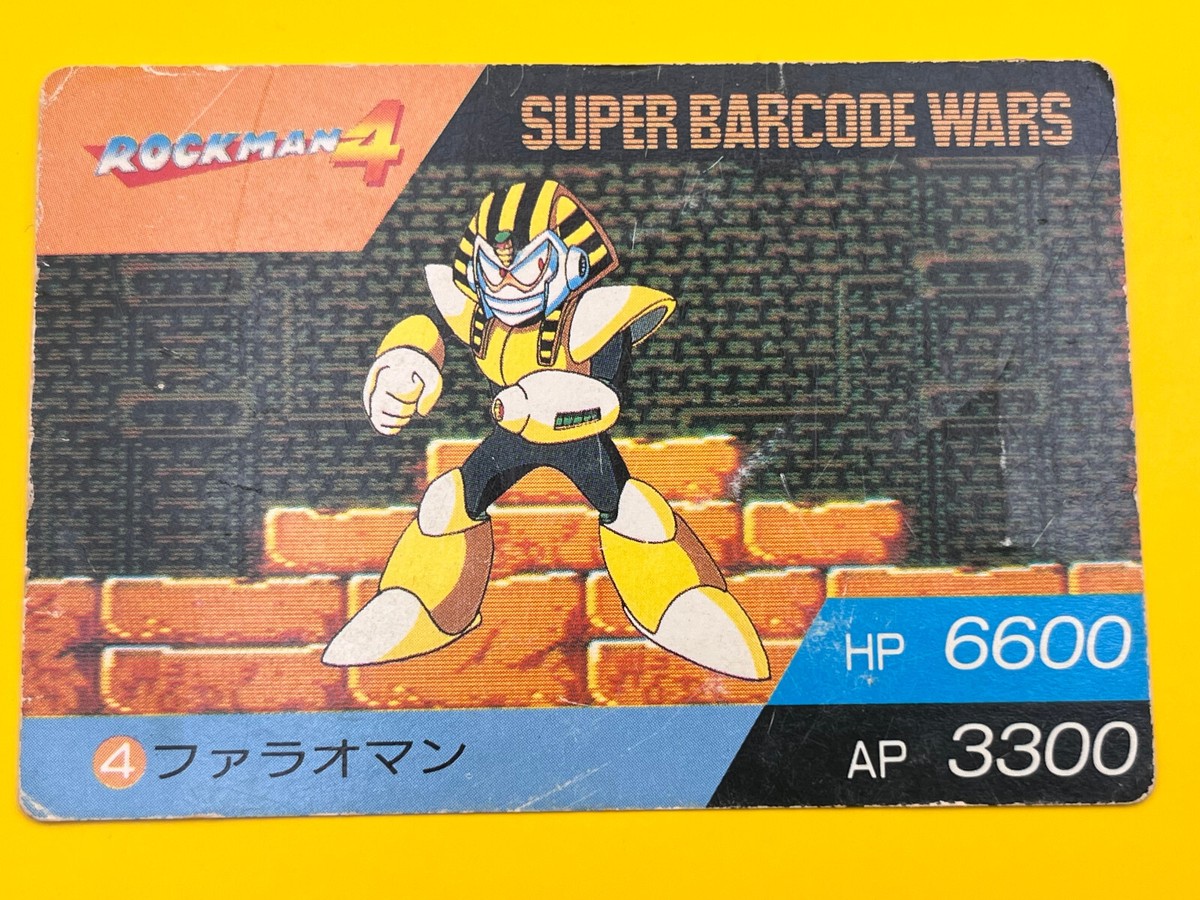 ROCKMAN 4
SUPER BARCODE WARS
HP 6600
4 ファラオマン
AP 3300